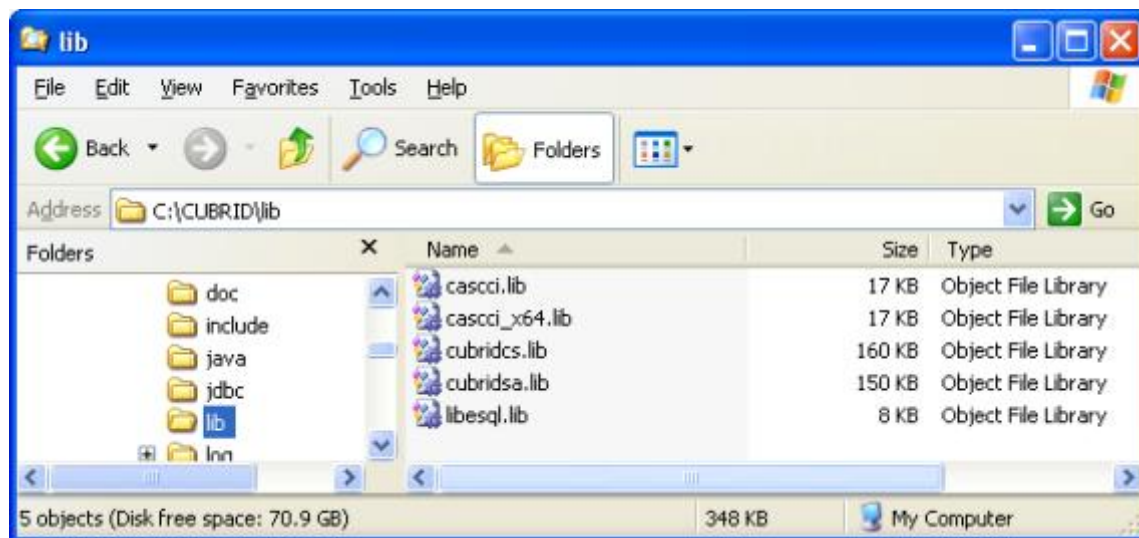 lib
File Edit View Favorites Tools Help
Back Search Folders
Address C:\CUBRID\lib Go
Folders Name Size Type
doc
include
java
jdbc
lib
log
cascci.lib 17 KB Object File Library
cascci_x64.lib 17 KB Object File Library
cubridcs.lib 160 KB Object File Library
cubridsa.lib 150 KB Object File Library
libesql.lib 8 KB Object File Library
5 objects (Disk free space: 70.9 GB) 348 KB My Computer